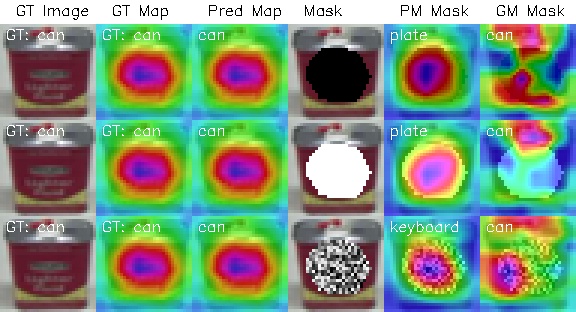 GT Image GT Map Pred Map Mask PM Mask GM Mask
GT: can GT: can can plate can
GT: can GT: can can plate can
GT: can GT: can can keyboard can